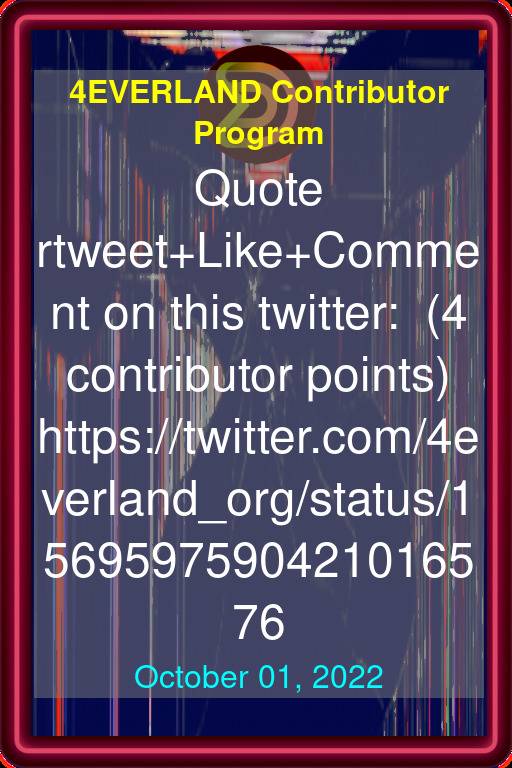 4EVERLAND Contributor
Program
Quote
rtweet+Like+Comme
nt on this twitter:  (4
contributor points)
https://twitter.com/4e
verland_org/status/1
5695975904210165
76
October 01, 2022